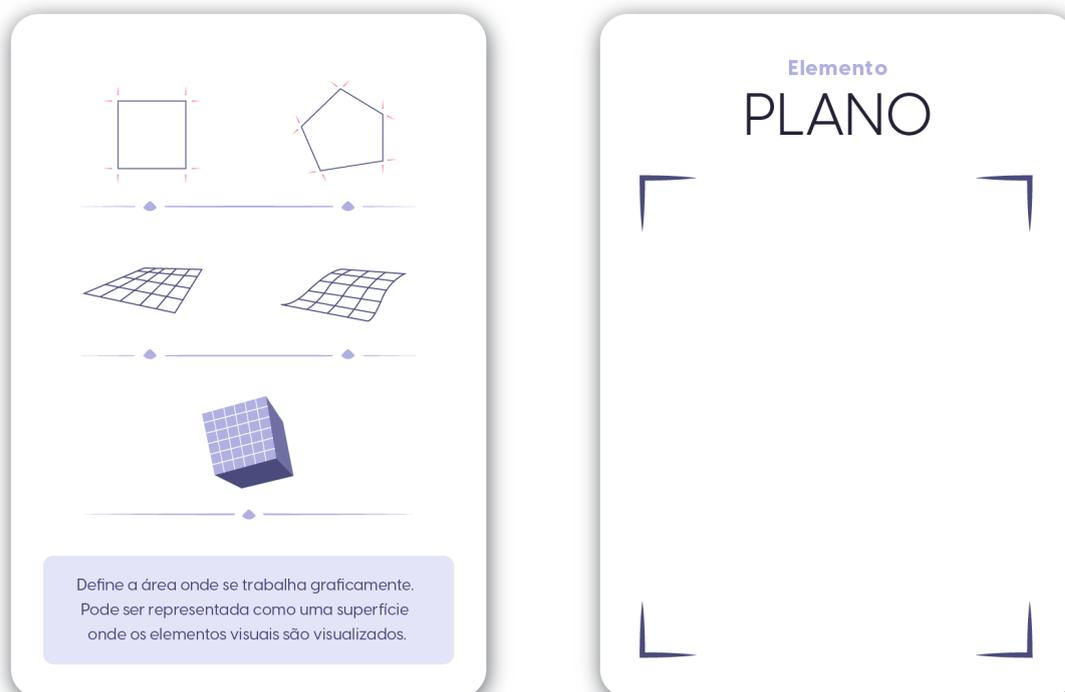 Define a área onde se trabalha graficamente.
Pode ser representada como uma superfície
onde os elementos visuais são visualizados.
Elemento
PLANO